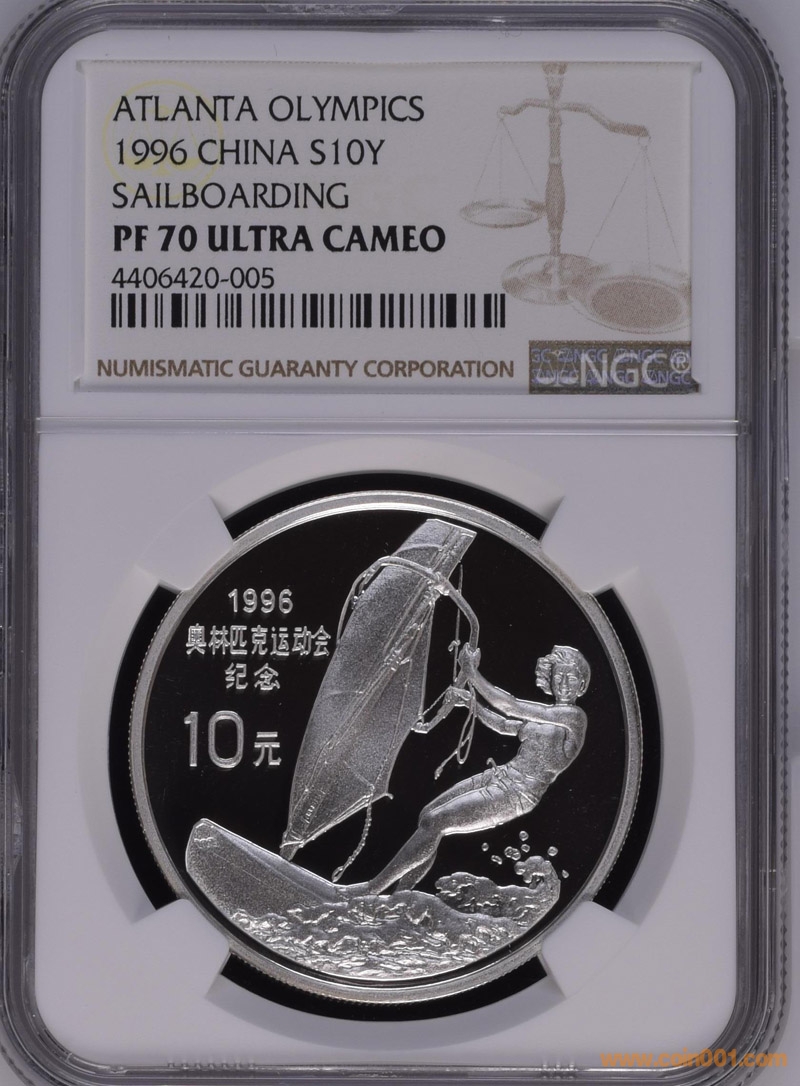 ATLANTA OLYMPICS
1996 CHINA S10Y
SAILBOARDING
PF 70 ULTRA CAMEO
4406420-005
NUMISMATIC GUARANTY CORPORATION
NGC®
1996
奥林匹克运动会
纪念
10元
www.coin001.com